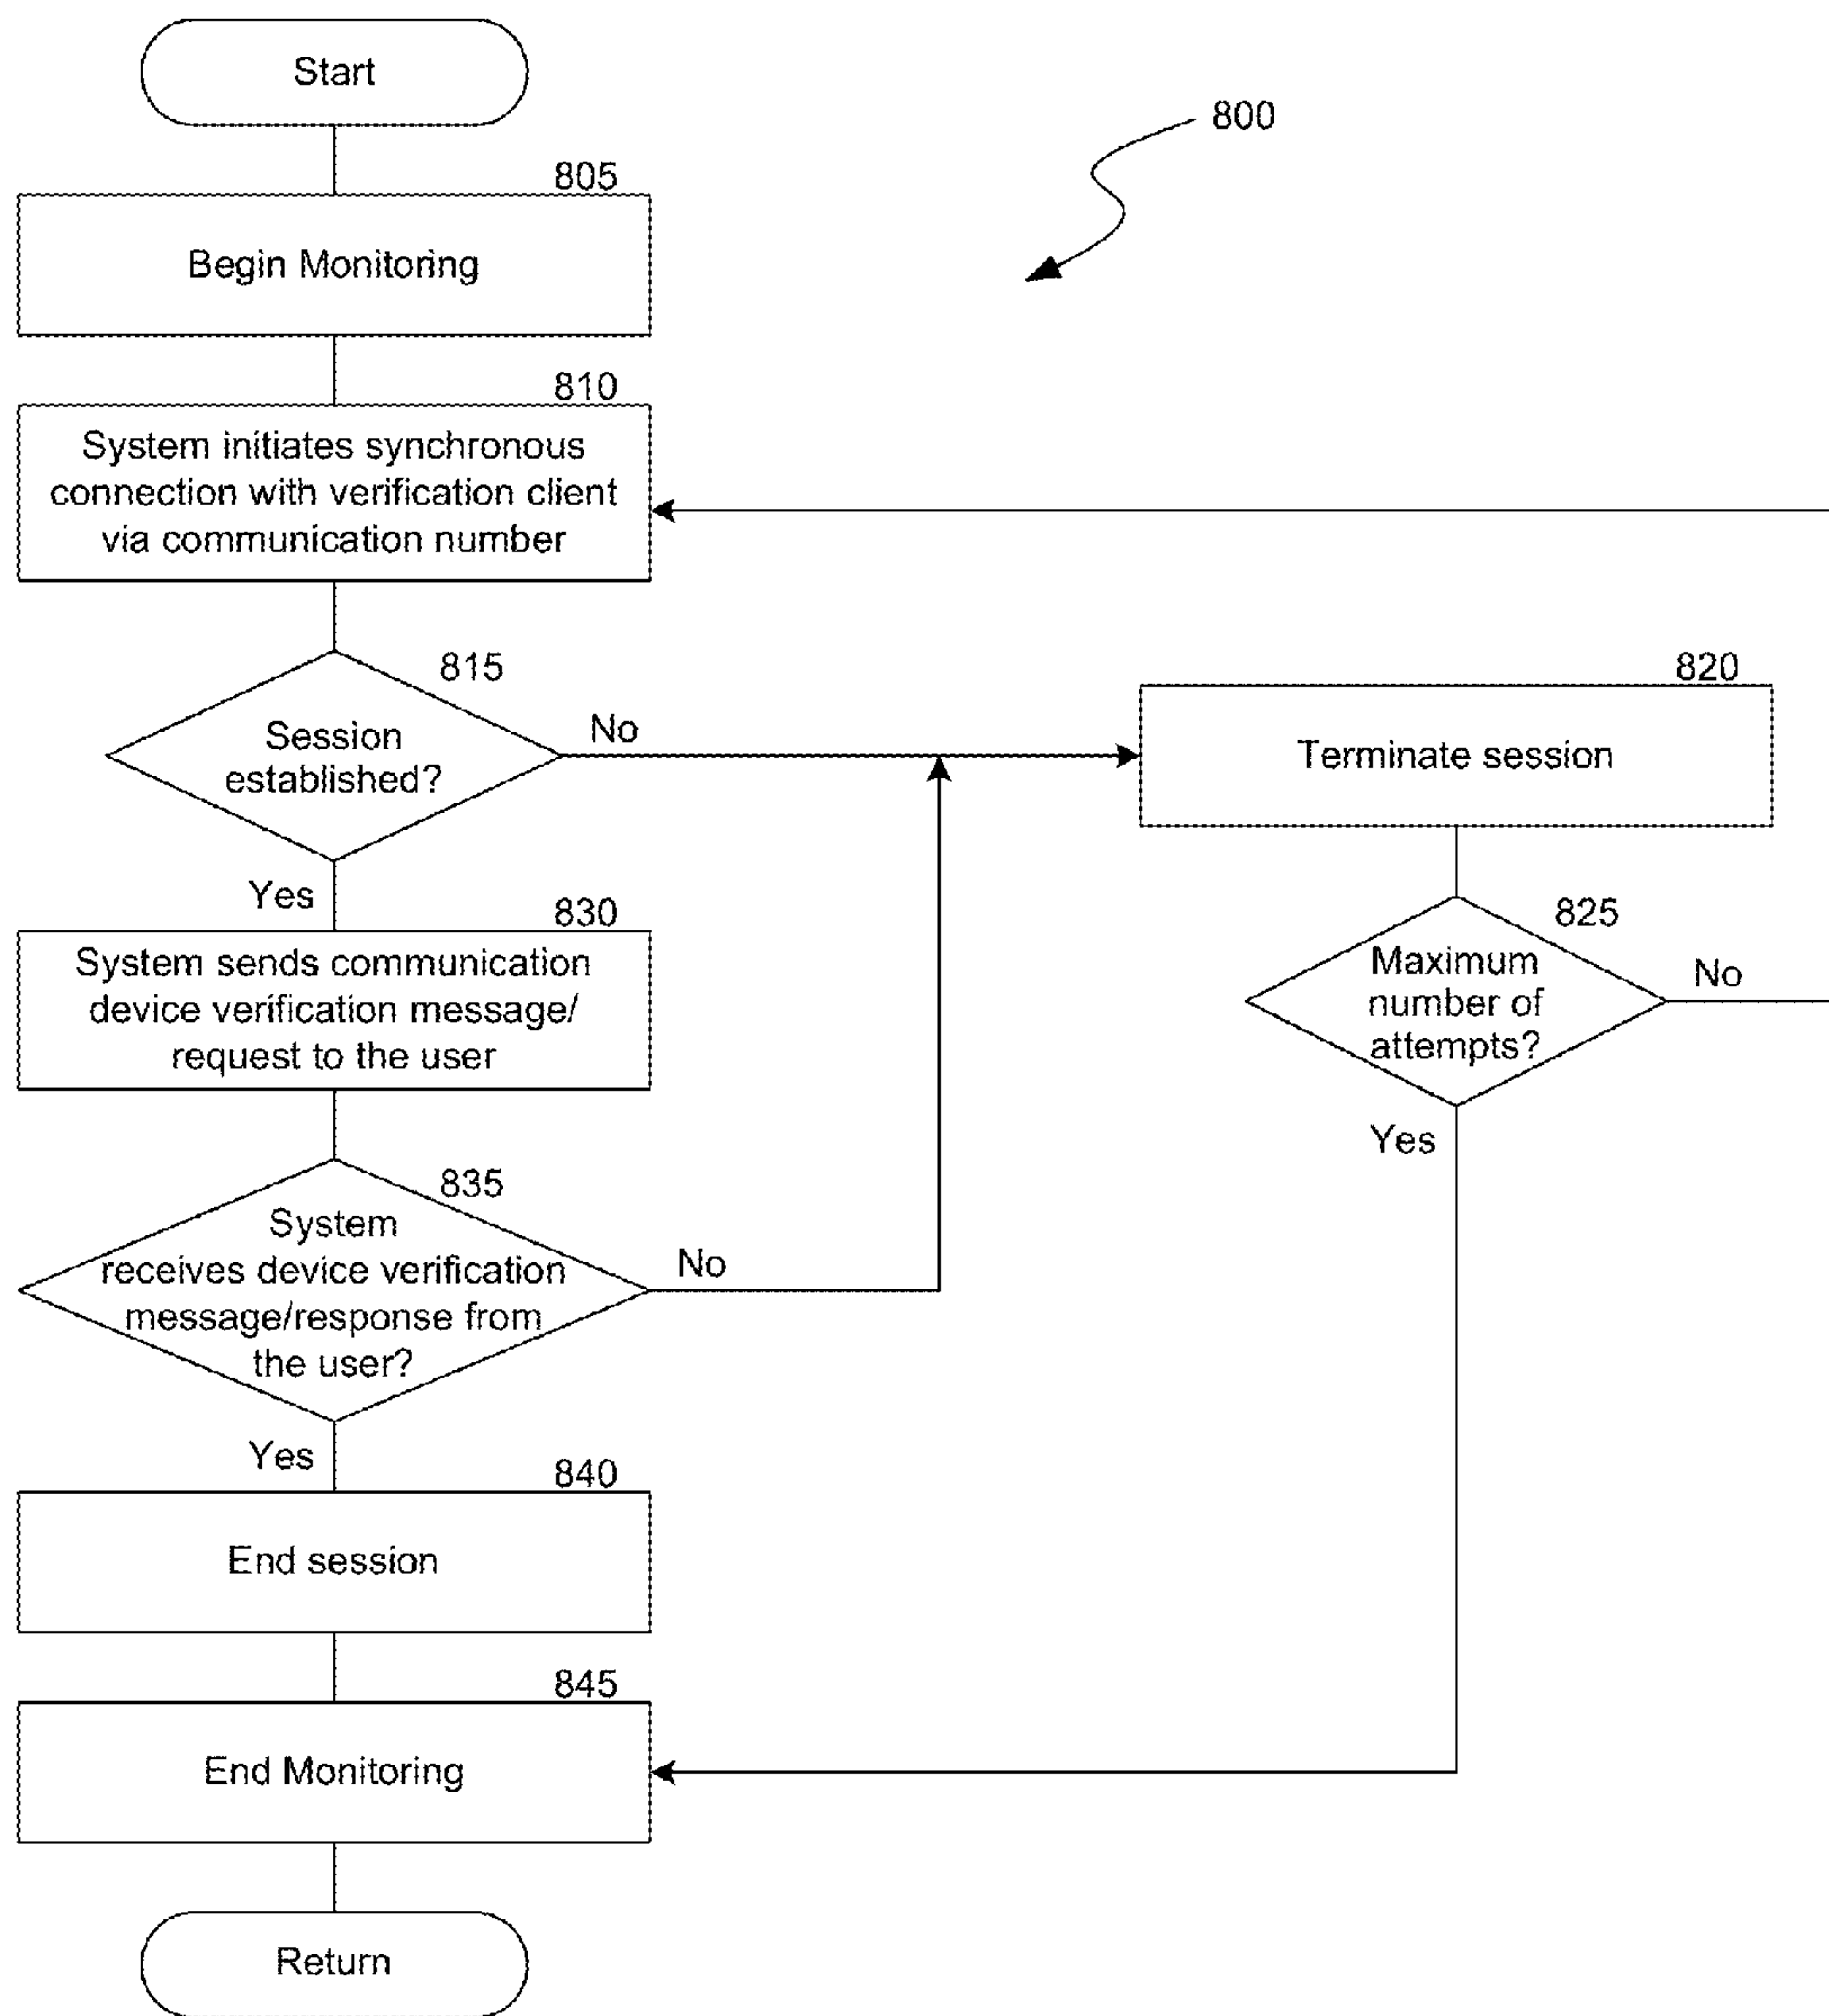 Start
800
805
Begin Monitoring
810
System initiates synchronous
connection with verification client
via communication number
815
Session
established?
No
Yes
820
Terminate session
825
Maximum
number of
attempts?
No
Yes
830
System sends communication
device verification message/
request to the user
835
System
receives device verification
message/response from
the user?
No
Yes
840
End session
845
End Monitoring
Return